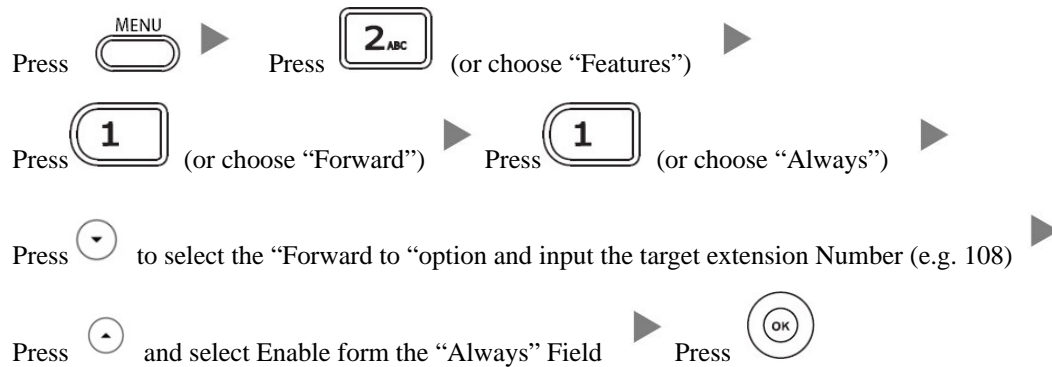 MENU
Press Press 2 ABC (or choose “Features”)
Press 1 (or choose “Forward”) Press 1 (or choose “Always”)
Press to select the “Forward to “option and input the target extension Number (e.g. 108)
Press and select Enable form the “Always” Field Press OK